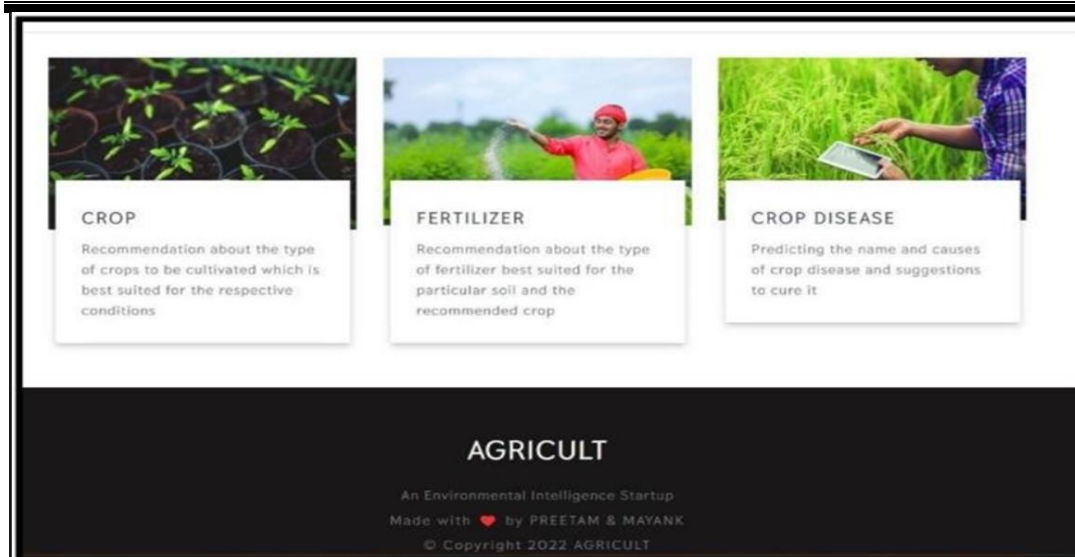 CROP
Recommendation about the type
of crops to be cultivated which is
best suited for the respective
conditions
FERTILIZER
Recommendation about the type
of fertilizer best suited for the
particular soil and the
recommended crop
CROP DISEASE
Predicting the name and causes
of crop disease and suggestions
to cure it
AGRICULT
An Environmental Intelligence Startup
Made with ❤ by PREETAM & MAYANK
© Copyright 2022 AGRICULT